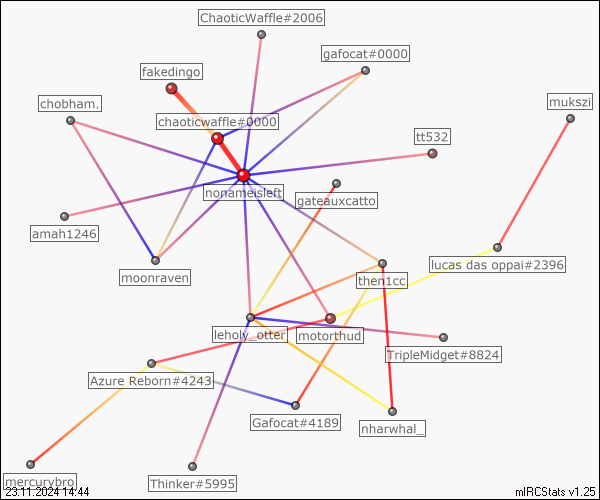 ChaoticWaffle#2006
gafocat#0000
fakedingo
chobham.
mukszi
chaoticwaffle#0000
tt532
nonameisleft
gateauxcatto
amah1246
lucas das oppai#2396
moonraven
then1cc
leholy_otter
motorthud
TripleMidget#8824
Azure Reborn#4243
Gafocat#4189
nharwhal_
mercurybro
Thinker#5995
23.11.2024 14:44
mIRCStats v1.25